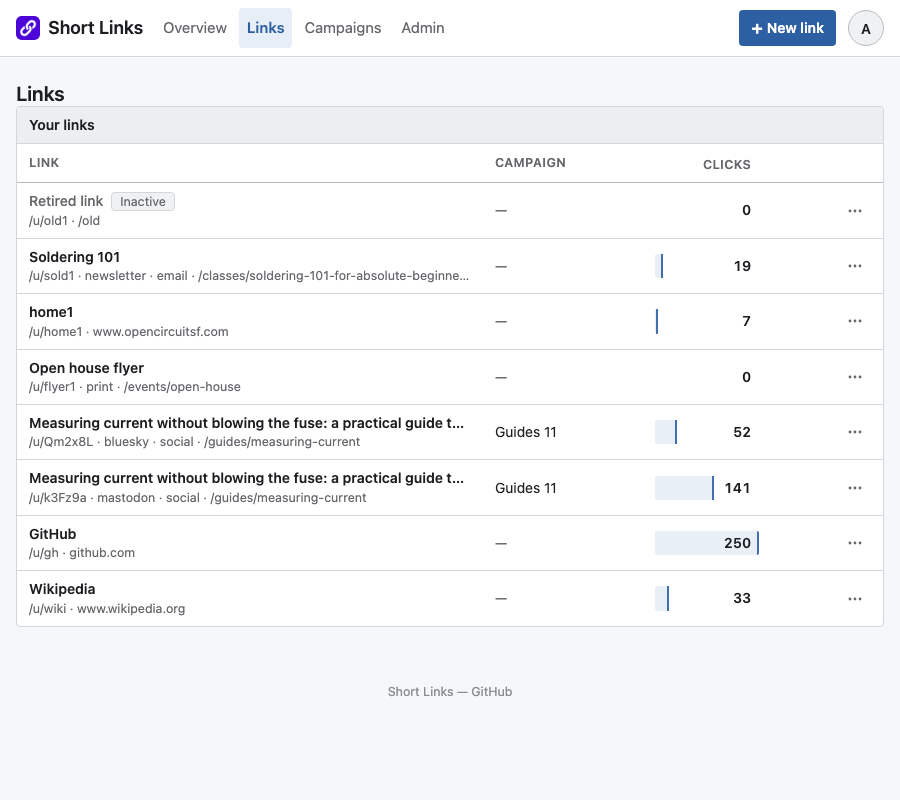 Short Links Overview Links Campaigns Admin + New link A
Links
Your links
LINK CAMPAIGN CLICKS
Retired link Inactive
/u/old1 · /old — 0 ···
Soldering 101
/u/sold1 · newsletter · email · /classes/soldering-101-for-absolute-beginne... — 19 ···
home1
/u/home1 · www.opencircuitsf.com — 7 ···
Open house flyer
/u/flyer1 · print · /events/open-house — 0 ···
Measuring current without blowing the fuse: a practical guide t...
/u/Qm2x8L · bluesky · social · /guides/measuring-current Guides 11 52 ···
Measuring current without blowing the fuse: a practical guide t...
/u/k3Fz9a · mastodon · social · /guides/measuring-current Guides 11 141 ···
GitHub
/u/gh · github.com — 250 ···
Wikipedia
/u/wiki · www.wikipedia.org — 33 ···
Short Links — GitHub